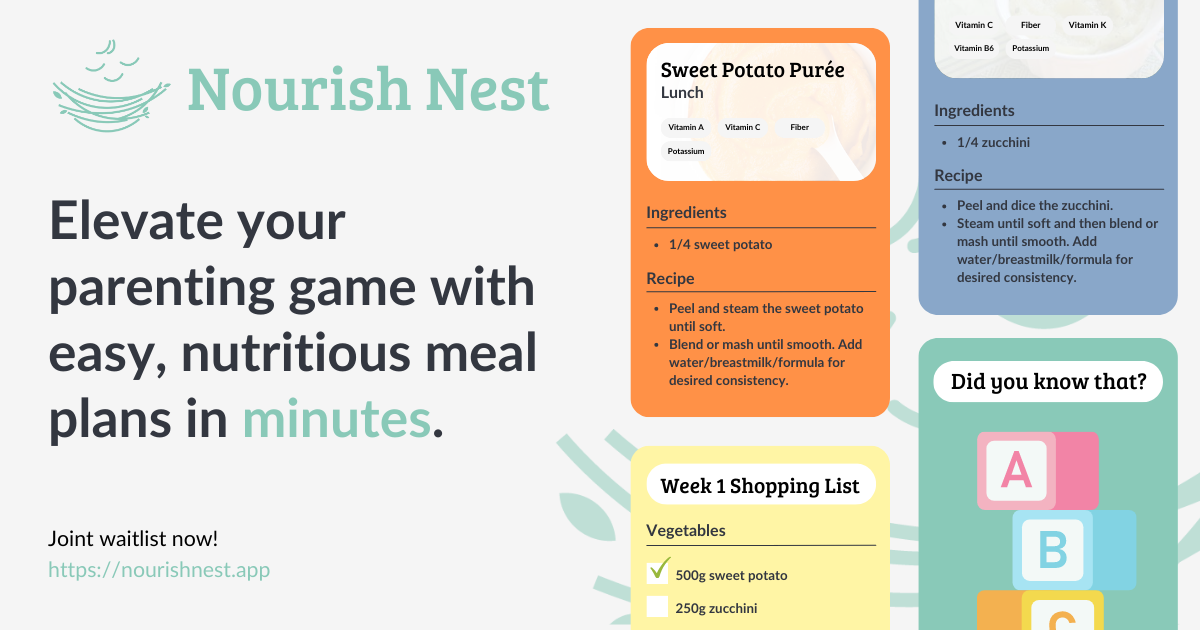 Nourish Nest
Elevate your
parenting game with
easy, nutritious meal
plans in minutes.
Joint waitlist now!
https://nourishnest.app
Sweet Potato Purée
Lunch
Vitamin A
Vitamin C
Fiber
Potassium
Ingredients
• 1/4 sweet potato
Recipe
• Peel and steam the sweet potato
until soft.
• Blend or mash until smooth. Add
water/breastmilk/formula for
desired consistency.
Week 1 Shopping List
Vegetables
500g sweet potato
250g zucchini
Vitamin C
Fiber
Vitamin K
Vitamin B6
Potassium
Ingredients
• 1/4 zucchini
Recipe
• Peel and dice the zucchini.
• Steam until soft and then blend or
mash until smooth. Add
water/breastmilk/formula for
desired consistency.
Did you know that?
A
B
C